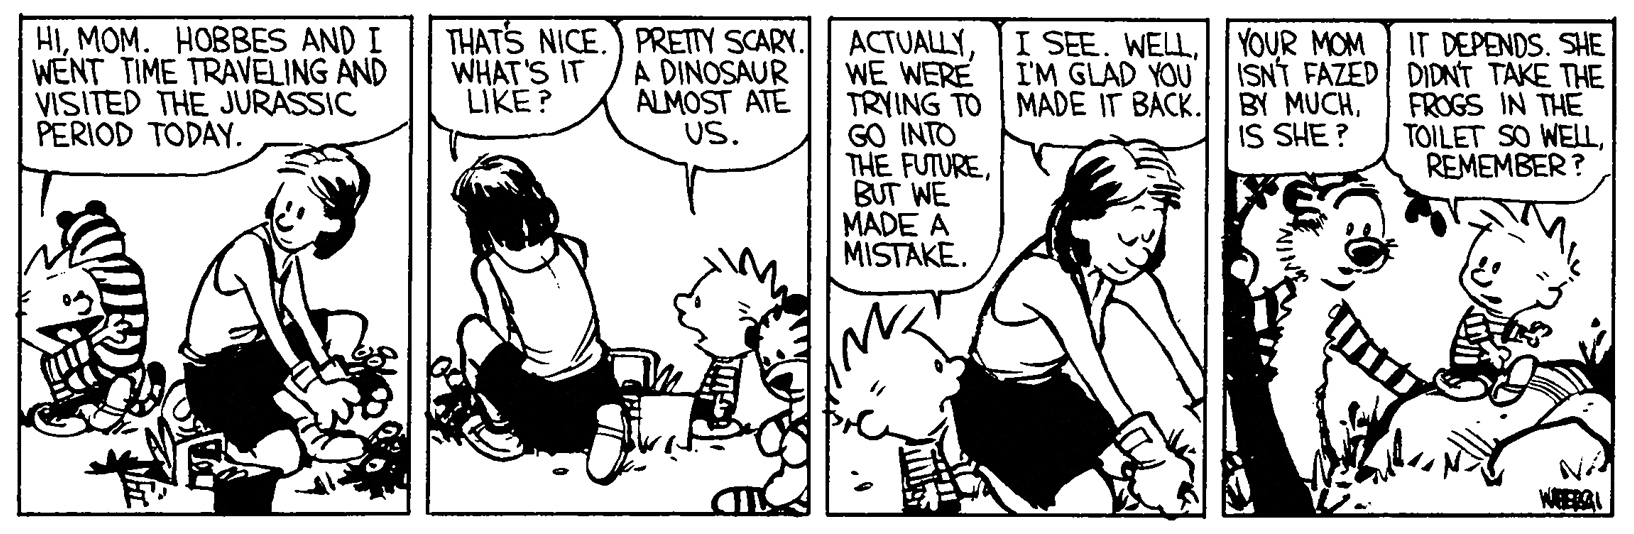 HI, MOM. HOBBES AND I
WENT TIME TRAVELING AND
VISITED THE JURASSIC
PERIOD TODAY.
THAT'S NICE.
WHAT'S IT
LIKE?
PRETTY SCARY.
A DINOSAUR
ALMOST ATE
US.
ACTUALLY,
WE WERE
TRYING TO
GO INTO
THE FUTURE,
BUT WE
MADE A
MISTAKE.
I SEE. WELL,
I'M GLAD YOU
MADE IT BACK.
YOUR MOM
ISN'T FAZED
BY MUCH,
IS SHE?
IT DEPENDS. SHE
DIDN'T TAKE THE
FROGS IN THE
TOILET SO WELL,
REMEMBER?